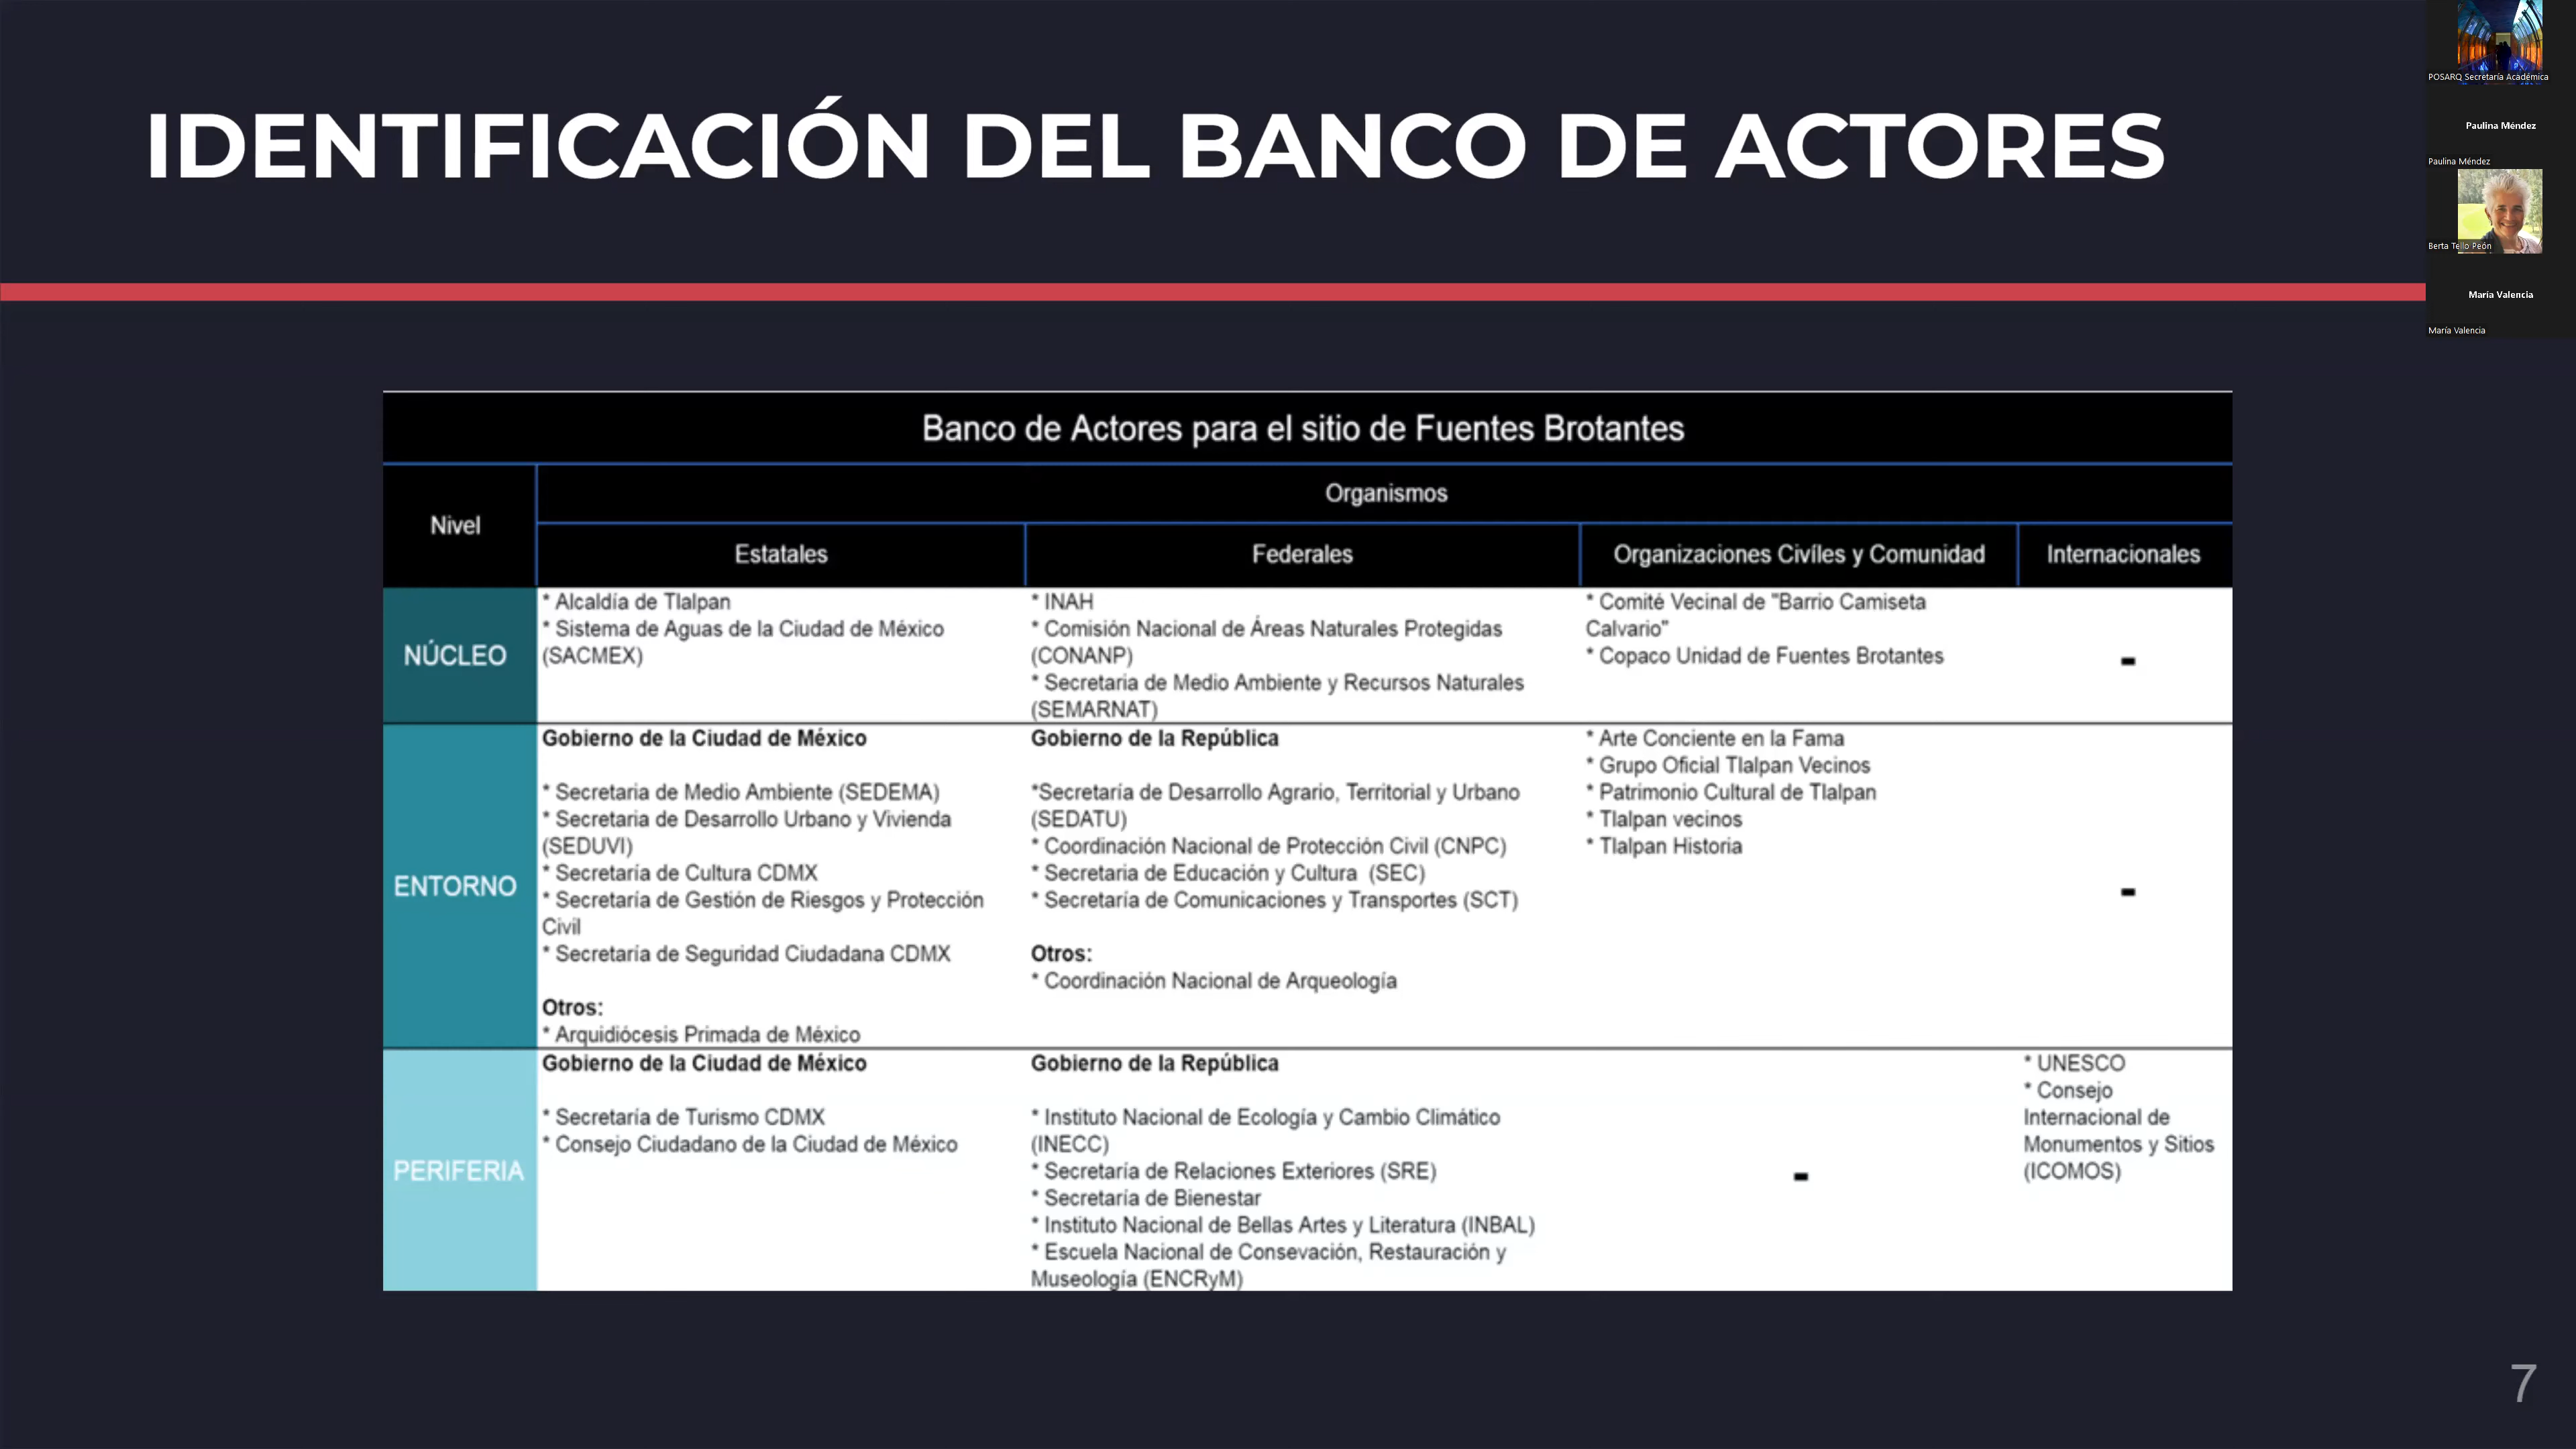 IDENTIFICACIÓN DEL BANCO DE ACTORES
POSARQ Secretaría Académica
Paulina Méndez
Paulina Méndez
Berta Tello Peón
María Valencia
María Valencia
Banco de Actores para el sitio de Fuentes Brotantes
Nivel
Organismos
Estatales
Federales
Organizaciones Civíles y Comunidad
Internacionales
NÚCLEO
* Alcaldía de Tlalpan
* Sistema de Aguas de la Ciudad de México
(SACMEX)
* INAH
* Comisión Nacional de Áreas Naturales Protegidas
(CONANP)
* Secretaria de Medio Ambiente y Recursos Naturales
(SEMARNAT)
* Comité Vecinal de "Barrio Camiseta
Calvario"
* Copaco Unidad de Fuentes Brotantes
-
ENTORNO
Gobierno de la Ciudad de México
* Secretaria de Medio Ambiente (SEDEMA)
* Secretaria de Desarrollo Urbano y Vivienda
(SEDUVI)
* Secretaría de Cultura CDMX
* Secretaría de Gestión de Riesgos y Protección
Civil
* Secretaría de Seguridad Ciudadana CDMX
Otros:
* Arquidiócesis Primada de México
Gobierno de la República
*Secretaría de Desarrollo Agrario, Territorial y Urbano
(SEDATU)
* Coordinación Nacional de Protección Civil (CNPC)
* Secretaria de Educación y Cultura (SEC)
* Secretaría de Comunicaciones y Transportes (SCT)
Otros:
* Coordinación Nacional de Arqueología
* Arte Conciente en la Fama
* Grupo Oficial Tlalpan Vecinos
* Patrimonio Cultural de Tlalpan
* Tlalpan vecinos
* Tlalpan Historia
-
PERIFERIA
Gobierno de la Ciudad de México
* Secretaría de Turismo CDMX
* Consejo Ciudadano de la Ciudad de México
Gobierno de la República
* Instituto Nacional de Ecología y Cambio Climático
(INECC)
* Secretaría de Relaciones Exteriores (SRE)
* Secretaría de Bienestar
* Instituto Nacional de Bellas Artes y Literatura (INBAL)
* Escuela Nacional de Consevación, Restauración y
Museología (ENCRyM)
-
* UNESCO
* Consejo
Internacional de
Monumentos y Sitios
(ICOMOS)
7